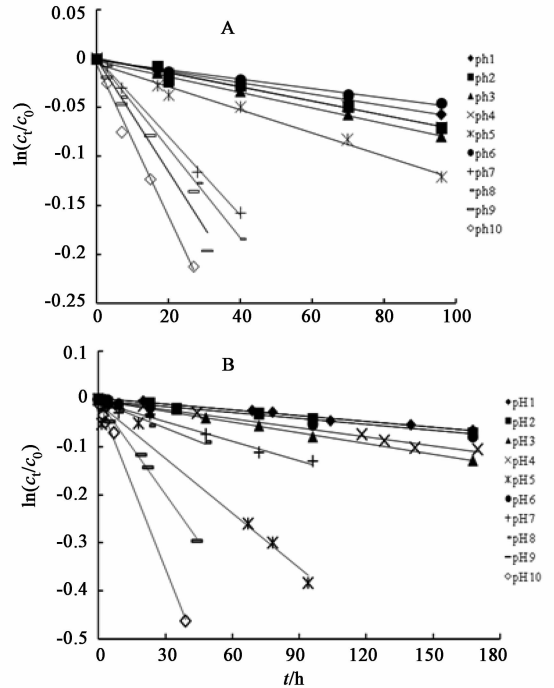 A
0
-0.05
-0.1
-0.15
-0.2
-0.25
ln(ct/c0)
0 20 40 60 80 100
ph1
ph2
ph3
ph4
ph5
ph6
ph7
ph8
ph9
ph10
B
0.1
0
-0.1
-0.2
-0.3
-0.4
-0.5
ln(ct/c0)
0 30 60 90 120 150 180
t/h
pH1
pH2
pH3
pH4
pH5
pH6
pH7
pH8
pH9
pH10